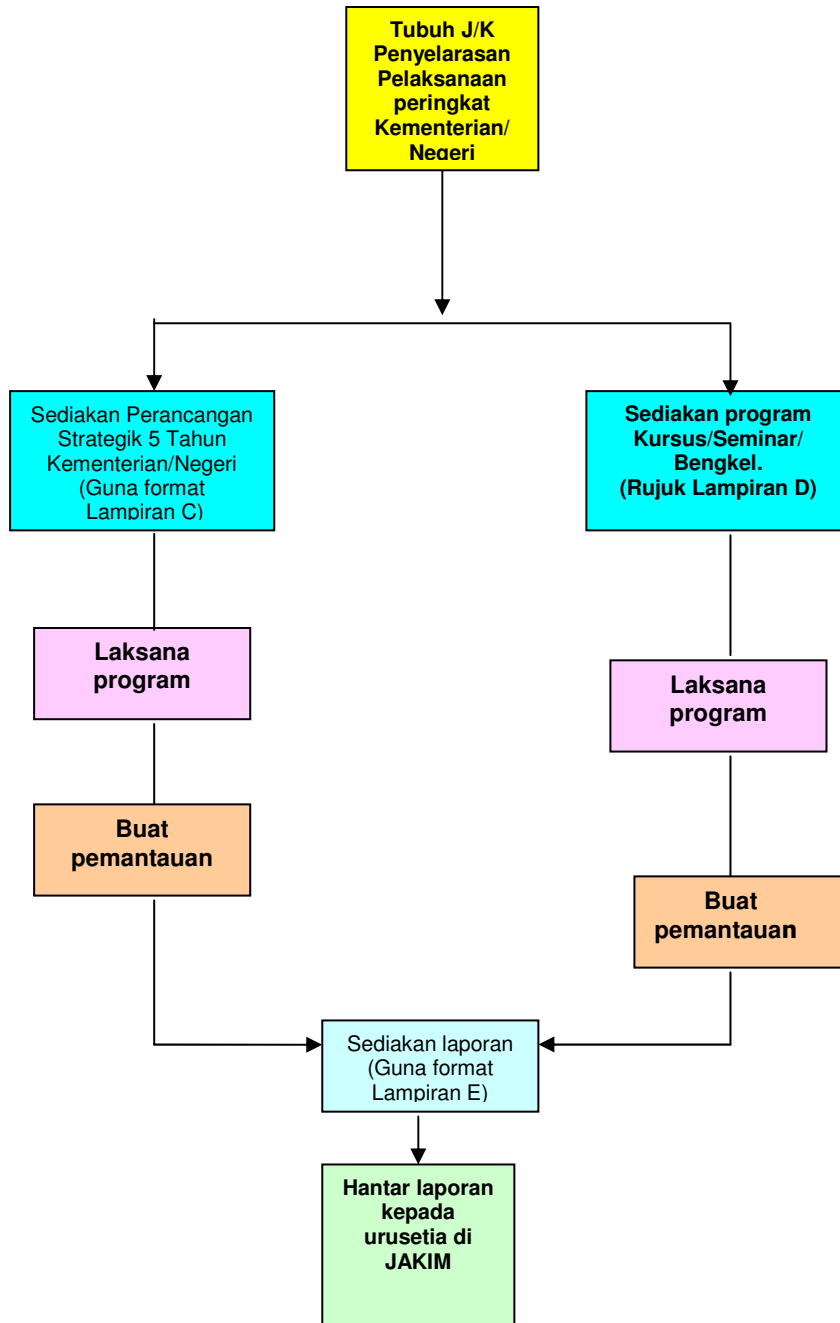 Tubuh J/K
Penyelarasan
Pelaksanaan
peringkat
Kementerian/
Negeri
Sediakan Perancangan
Strategik 5 Tahun
Kementerian/Negeri
(Guna format
Lampiran C)
Sediakan program
Kursus/Seminar/
Bengkel.
(Rujuk Lampiran D)
Laksana
program
Laksana
program
Buat
pemantauan
Buat
pemantauan
Sediakan laporan
(Guna format
Lampiran E)
Hantar laporan
kepada
urusetia di
JAKIM